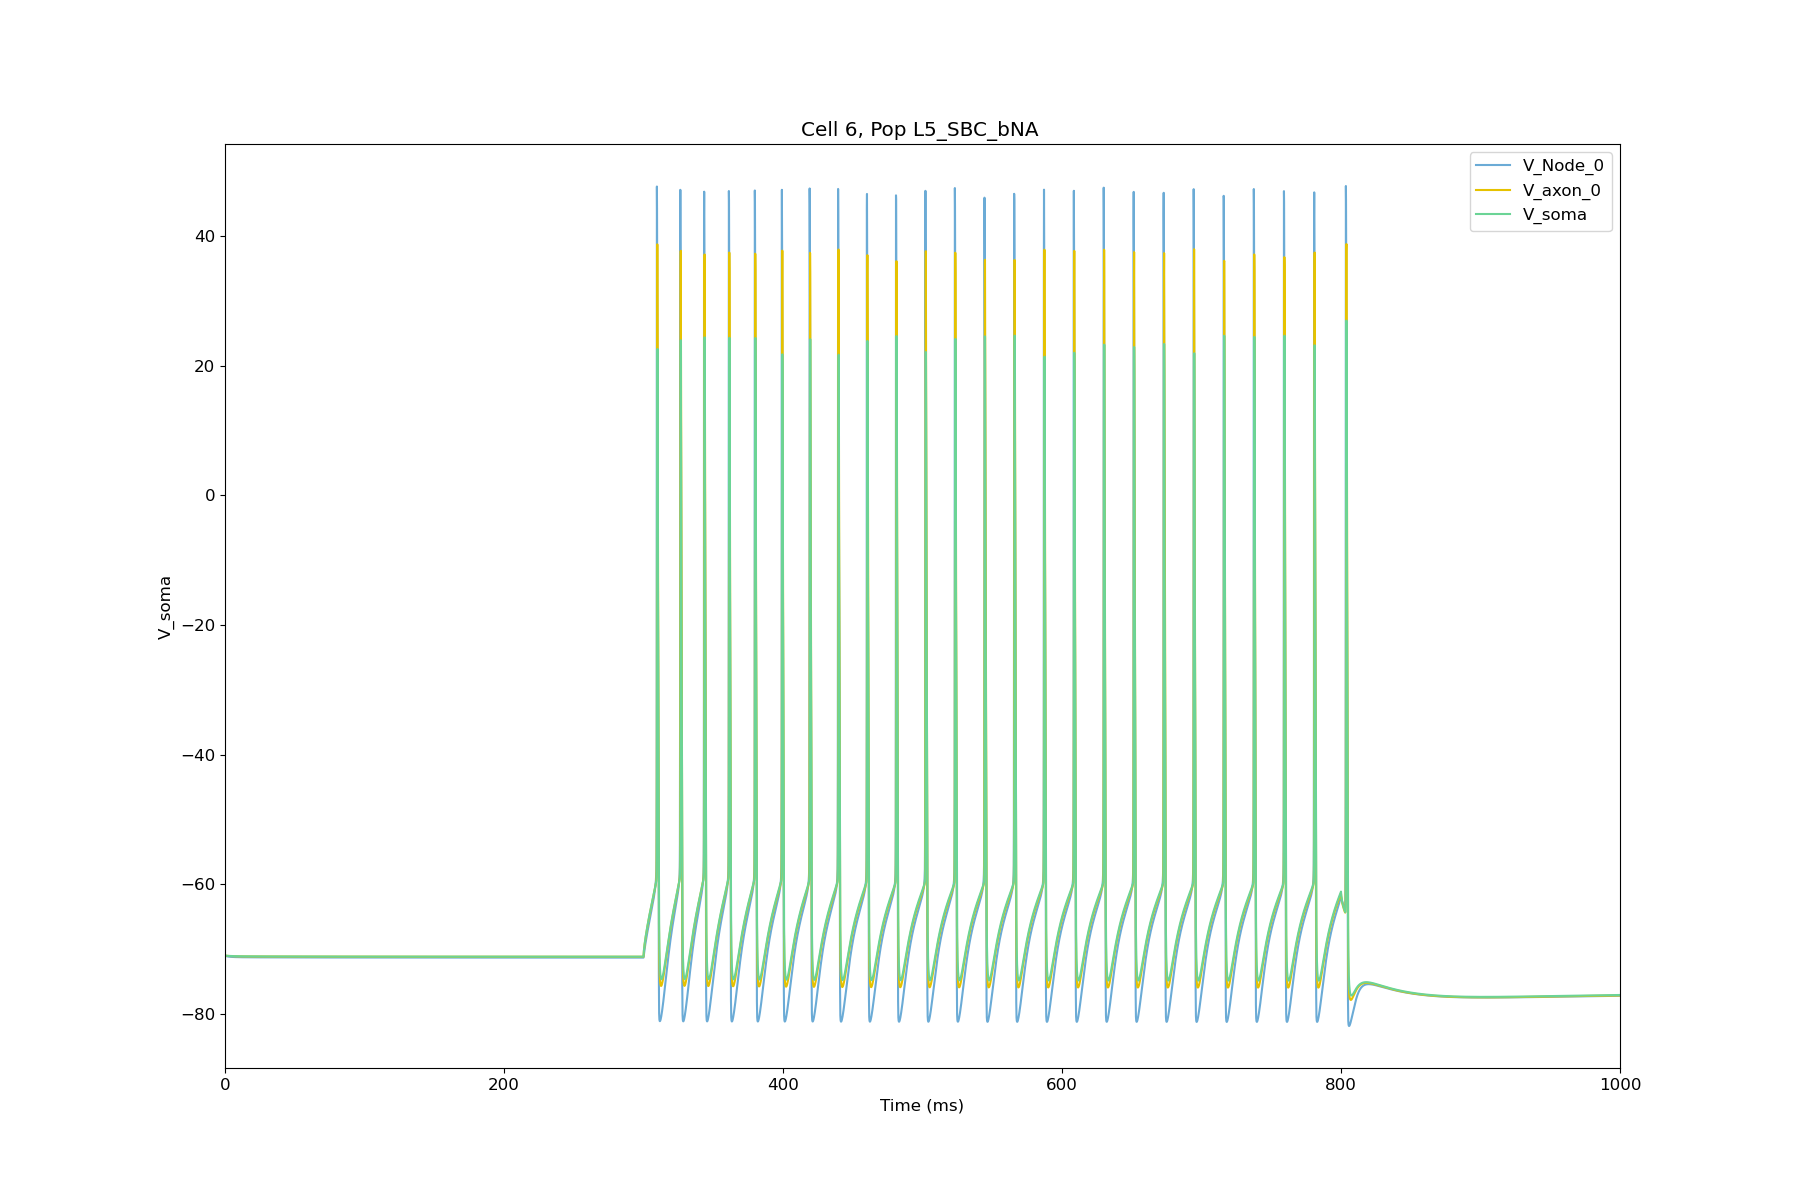 Cell 6, Pop L5_SBC_bNA
V_Node_0
V_axon_0
V_soma
40
20
0
−20
−40
−60
−80
V_soma
0 200 400 600 800 1000
Time (ms)